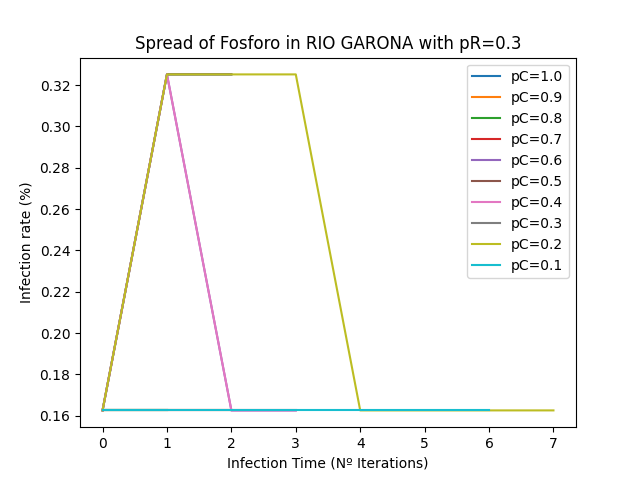 Spread of Fosforo in RIO GARONA with pR=0.3
Infection rate (%)
0.32
0.30
0.28
0.26
0.24
0.22
0.20
0.18
0.16
pC=1.0
pC=0.9
pC=0.8
pC=0.7
pC=0.6
pC=0.5
pC=0.4
pC=0.3
pC=0.2
pC=0.1
0 1 2 3 4 5 6 7
Infection Time (Nº Iterations)